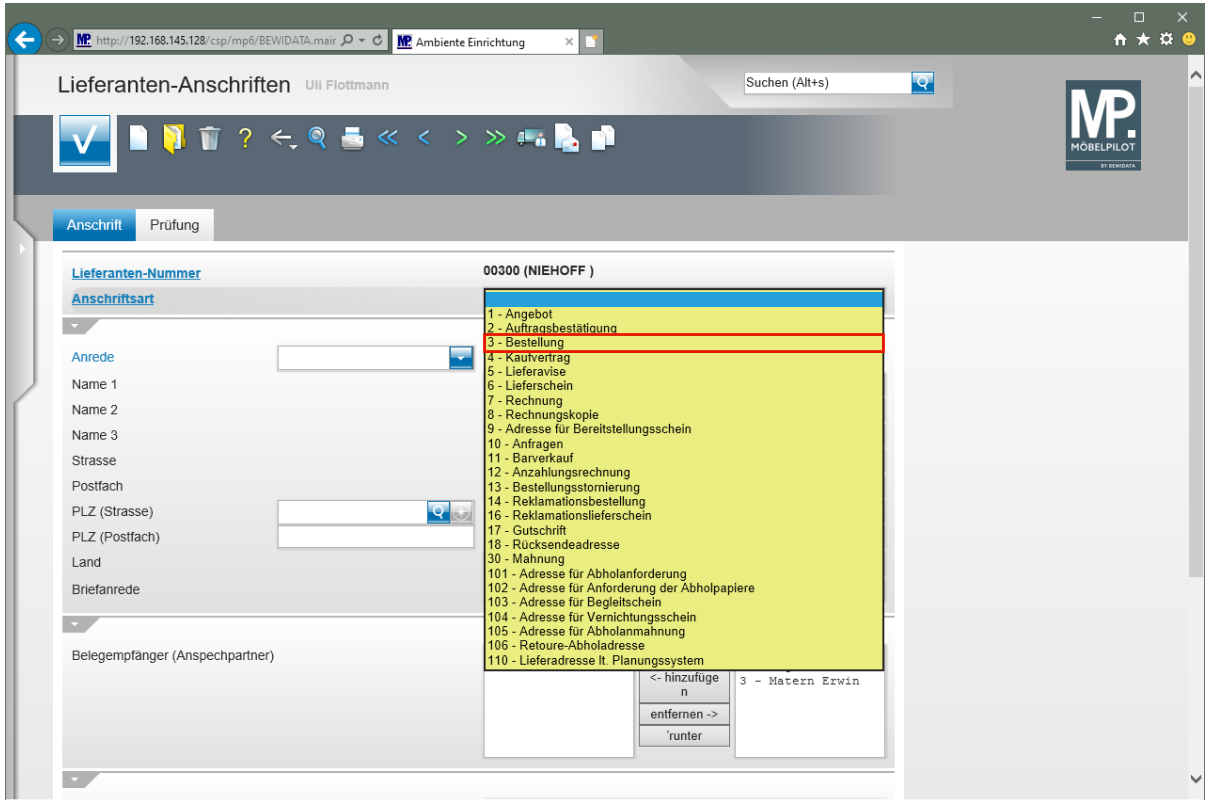 http://192.168.145.128/csp/mp6/BEWIDATA.mair
MP. Ambiente Einrichtung
Lieferanten-Anschriften Uli Flottmann
Suchen (Alt+s)
MP.
MÖBELPILOT
BY BEWIDATA
Anschrift Prüfung
Lieferanten-Nummer 00300 (NIEHOFF )
Anschriftsart
1 - Angebot
2 - Auftragsbestätigung
3 - Bestellung
4 - Kaufvertrag
5 - Lieferavise
6 - Lieferschein
7 - Rechnung
8 - Rechnungskopie
9 - Adresse für Bereitstellungsschein
10 - Anfragen
11 - Barverkauf
12 - Anzahlungsrechnung
13 - Bestellungsstornierung
14 - Reklamationsbestellung
16 - Reklamationslieferschein
17 - Gutschrift
18 - Rücksendeadresse
30 - Mahnung
101 - Adresse für Abholanforderung
102 - Adresse für Anforderung der Abholpapiere
103 - Adresse für Begleitschein
104 - Adresse für Vernichtungsschein
105 - Adresse für Abholanmahnung
106 - Retoure-Abholadresse
110 - Lieferadresse lt. Planungssystem
Anrede
Name 1
Name 2
Name 3
Strasse
Postfach
PLZ (Strasse)
PLZ (Postfach)
Land
Briefanrede
Belegempfänger (Anspechpartner)
<- hinzufüge
n
entfernen ->
'runter
3 - Matern Erwin